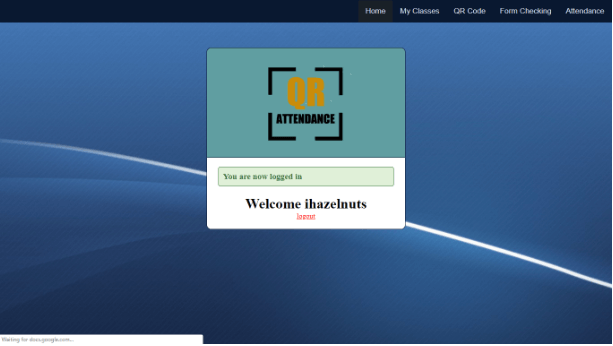 Home My Classes QR Code Form Checking Attendance
QR
ATTENDANCE
You are now logged in
Welcome ihazelnuts
logout
Waiting for docs.google.com...